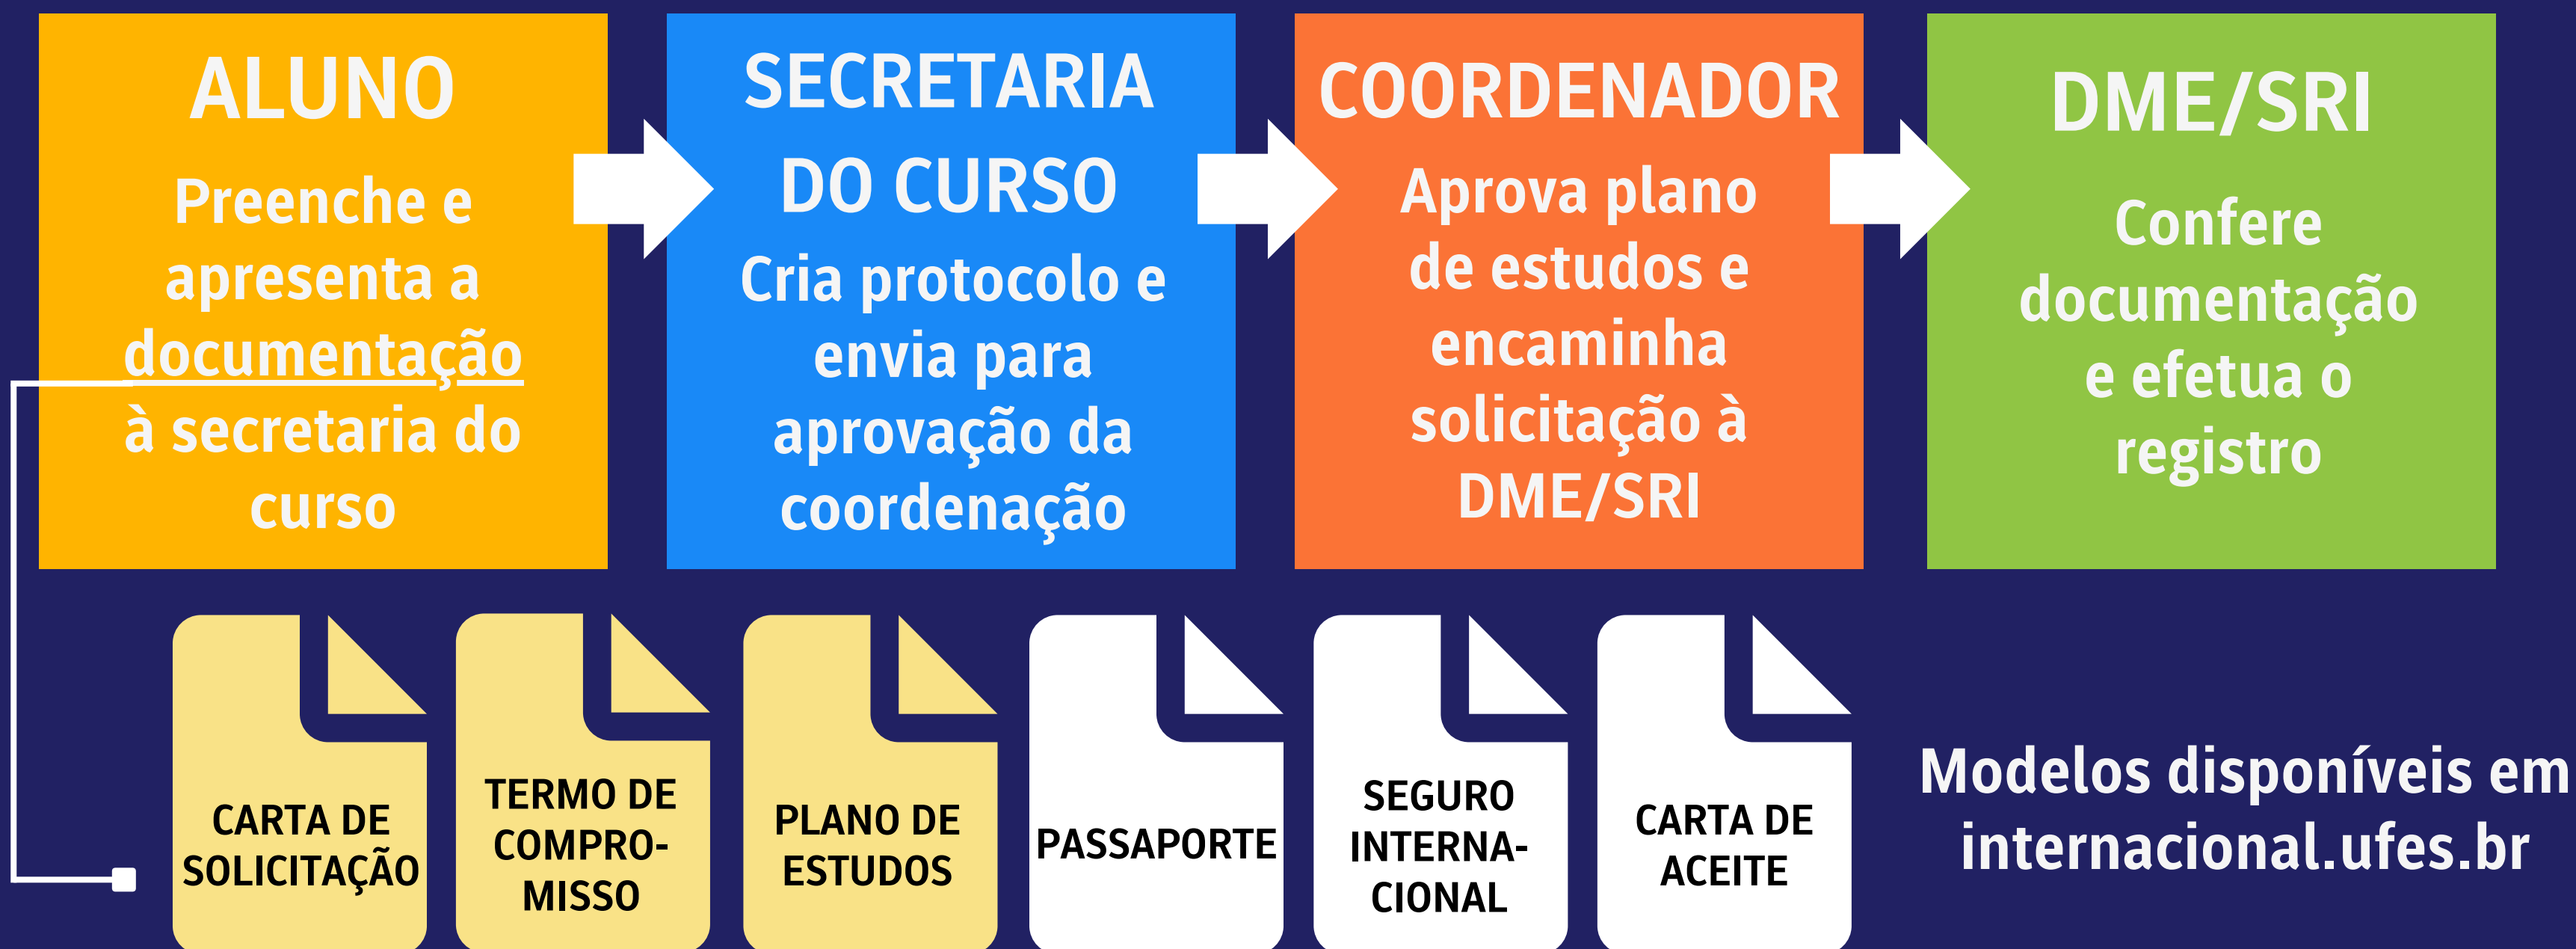 ALUNO
Preenche e
apresenta a
documentação
à secretaria do
curso
SECRETARIA
DO CURSO
Cria protocolo e
envia para
aprovação da
coordenação
COORDENADOR
Aprova plano
de estudos e
encaminha
solicitação à
DME/SRI
DME/SRI
Confere
documentação
e efetua o
registro
CARTA DE
SOLICITAÇÃO
TERMO DE
COMPRO-
MISSO
PLANO DE
ESTUDOS
PASSAPORTE
SEGURO
INTERNA-
CIONAL
CARTA DE
ACEITE
Modelos disponíveis em
internacional.ufes.br